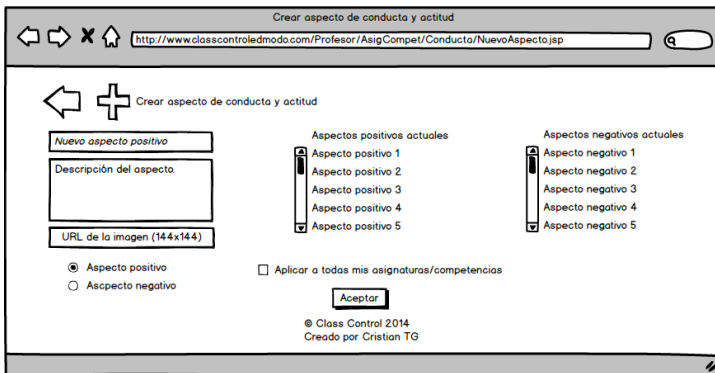 Crear aspecto de conducta y actitud
http://www.classcontroledmodo.com/Profesor/AsigCompet/Conducta/NuevoAspecto.jsp
Crear aspecto de conducta y actitud
Nuevo aspecto positivo
Descripción del aspecto.
URL de la imagen (144x144)
Aspecto positivo
Ascpecto negativo
Aspectos positivos actuales
Aspecto positivo 1
Aspecto positivo 2
Aspecto positivo 3
Aspecto positivo 4
Aspecto positivo 5
Aspectos negativos actuales
Aspecto negativo 1
Aspecto negativo 2
Aspecto negativo 3
Aspecto negativo 4
Aspecto negativo 5
Aplicar a todas mis asignaturas/competencias
Aceptar
© Class Control 2014
Creado por Cristian TG